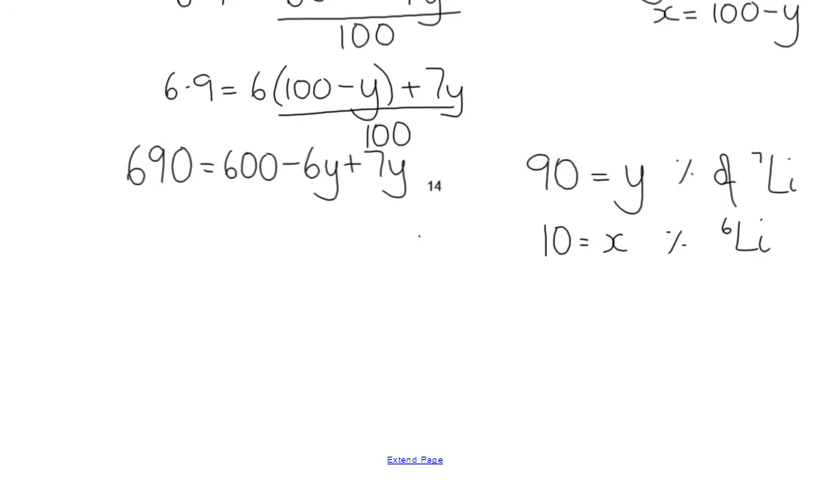 100
x = 100 - y
6·9 = 6(100 - y) + 7y
100
690 = 600 - 6y + 7y
14
90 = y % of ⁷Li
10 = x % ⁶Li
Extend Page